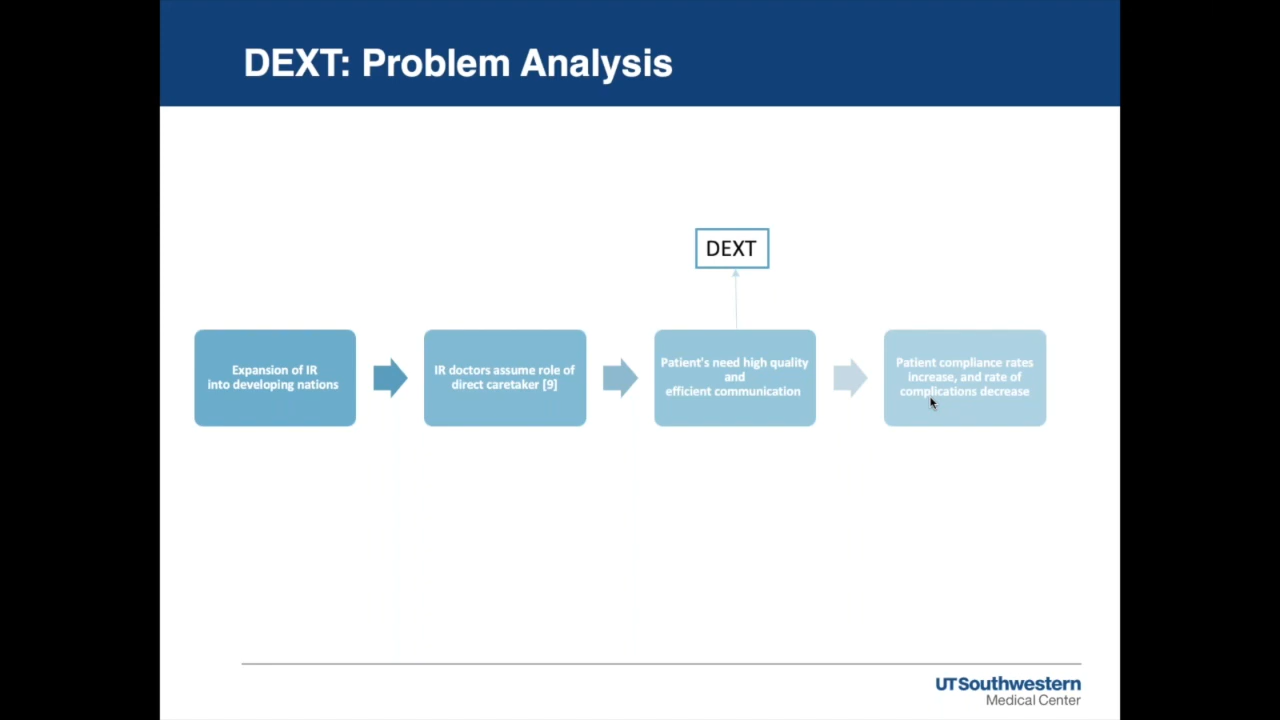 DEXT: Problem Analysis
DEXT
Expansion of IR
into developing nations
IR doctors assume role of
direct caretaker [9]
Patient's need high quality
and
efficient communication
Patient compliance rates
increase, and rate of
complications decrease
UTSouthwestern
Medical Center